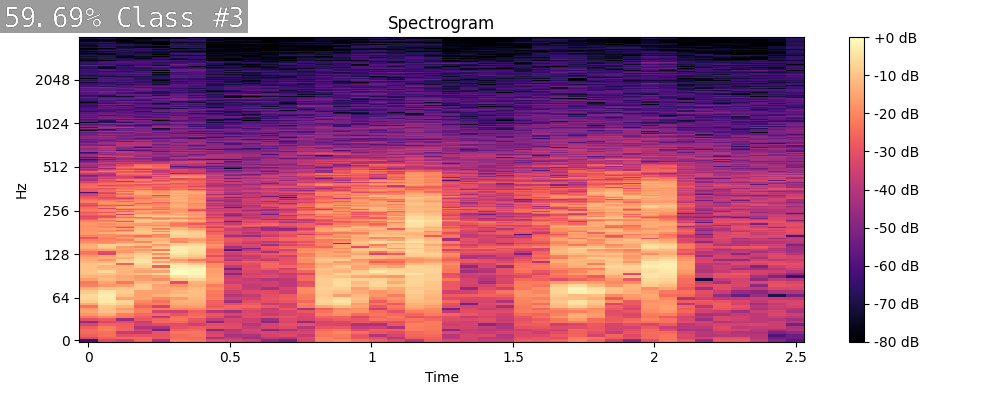 59.69% Class #3
Spectrogram
Hz
2048
1024
512
256
128
64
0
0 0.5 1 1.5 2 2.5
Time
+0 dB
-10 dB
-20 dB
-30 dB
-40 dB
-50 dB
-60 dB
-70 dB
-80 dB